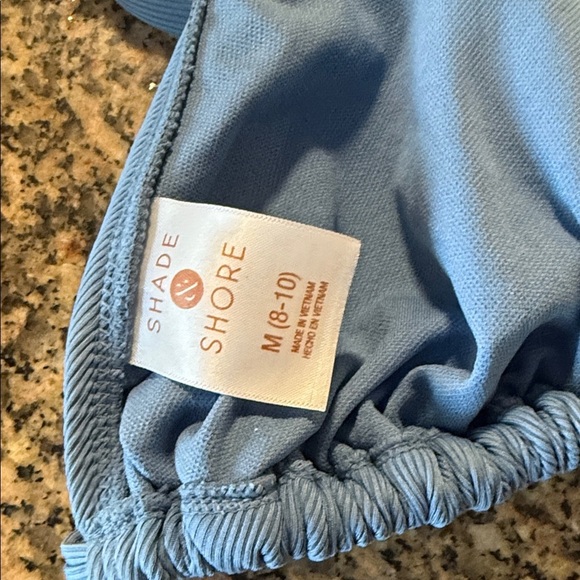 SHADE
&
SHORE
M (8-10)
MADE IN VIETNAM
HECHO EN VIETNAM